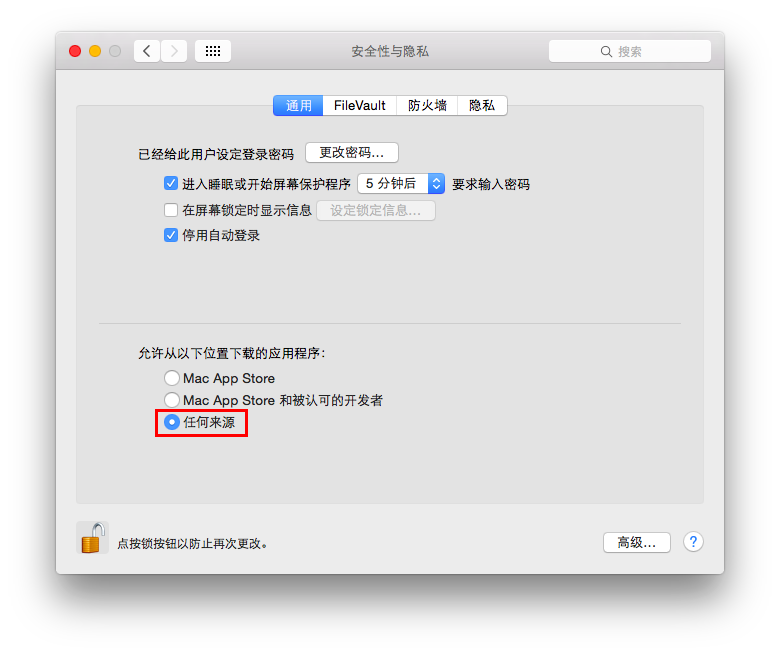 安全性与隐私
搜索
通用 FileVault 防火墙 隐私
已经给此用户设定登录密码 更改密码...
进入睡眠或开始屏幕保护程序 5 分钟后 要求输入密码
在屏幕锁定时显示信息 设定锁定信息...
停用自动登录
允许从以下位置下载的应用程序:
Mac App Store
Mac App Store 和被认可的开发者
任何来源
点按锁按钮以防止再次更改。
高级... ?